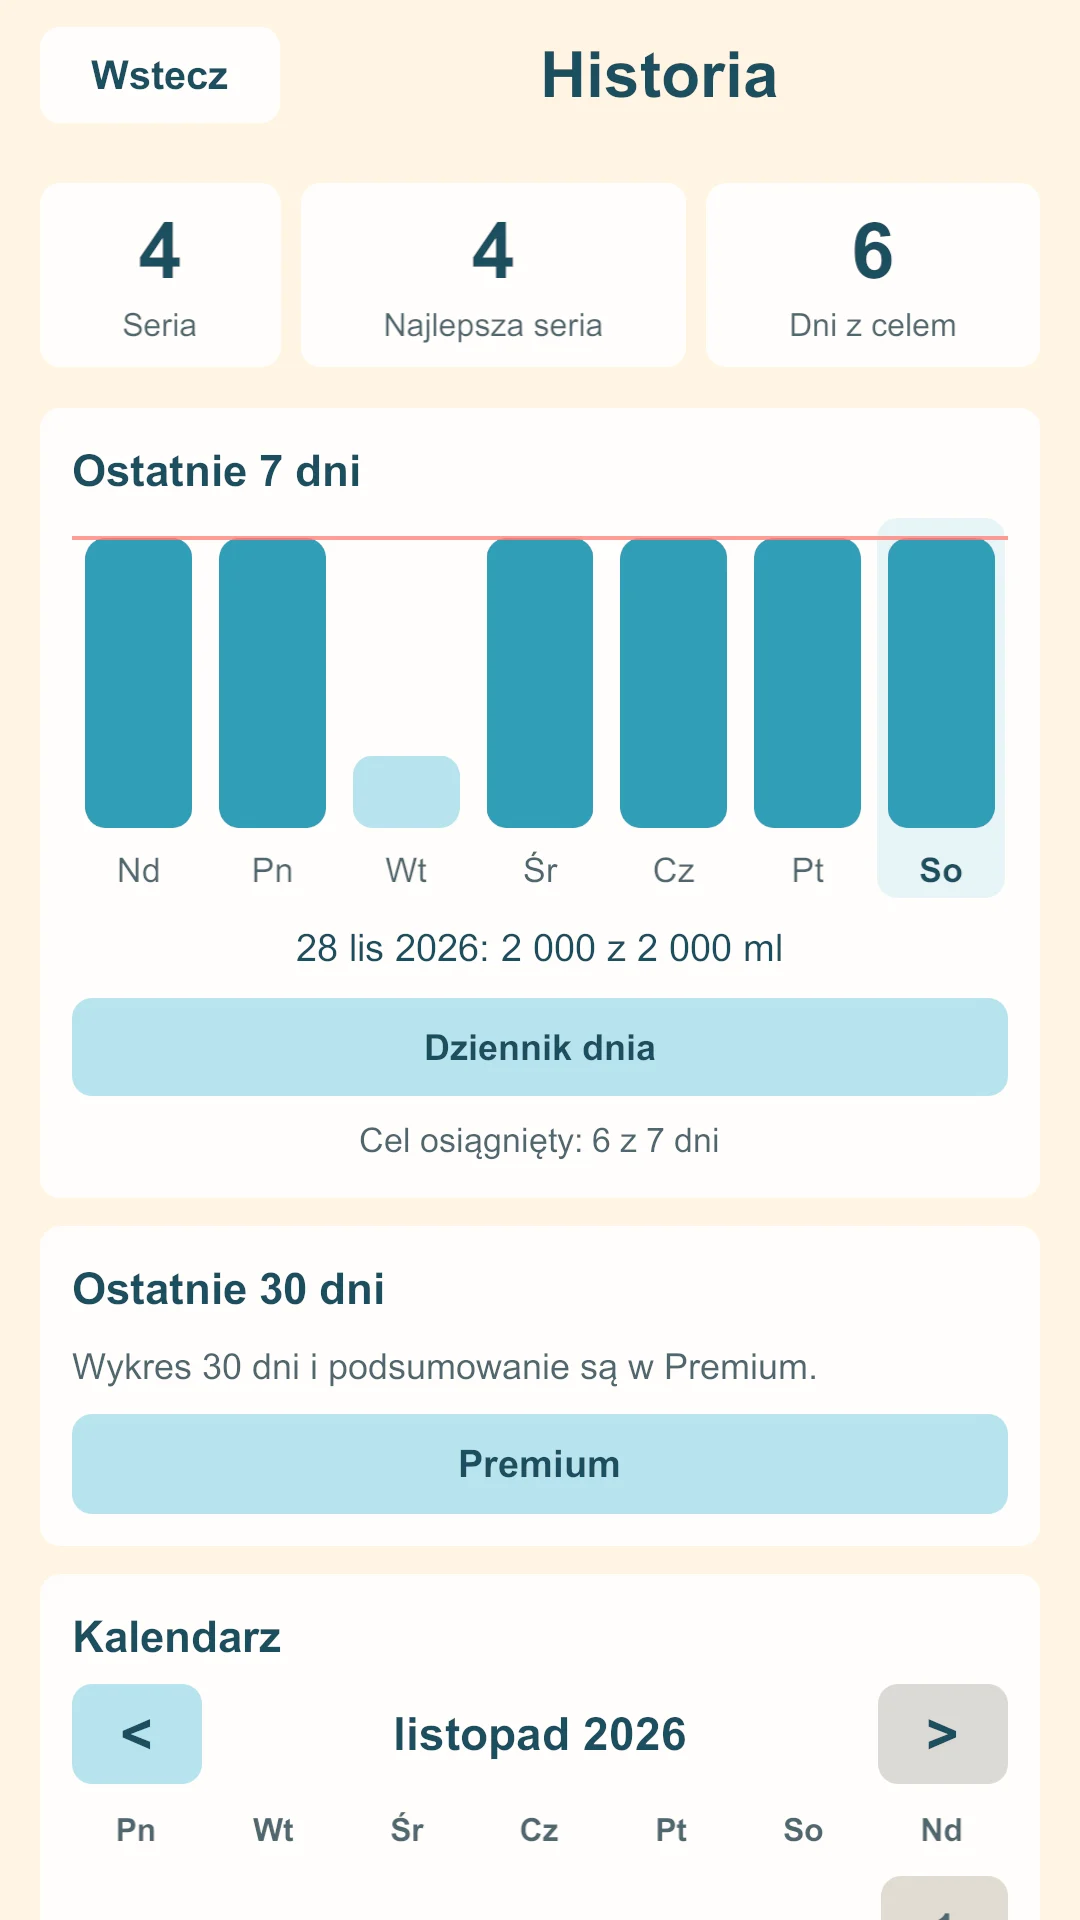 Wstecz
Historia
4
Seria
4
Najlepsza seria
6
Dni z celem
Ostatnie 7 dni
Nd Pn Wt Śr Cz Pt So
28 lis 2026: 2 000 z 2 000 ml
Dziennik dnia
Cel osiągnięty: 6 z 7 dni
Ostatnie 30 dni
Wykres 30 dni i podsumowanie są w Premium.
Premium
Kalendarz
< listopad 2026 >
Pn Wt Śr Cz Pt So Nd